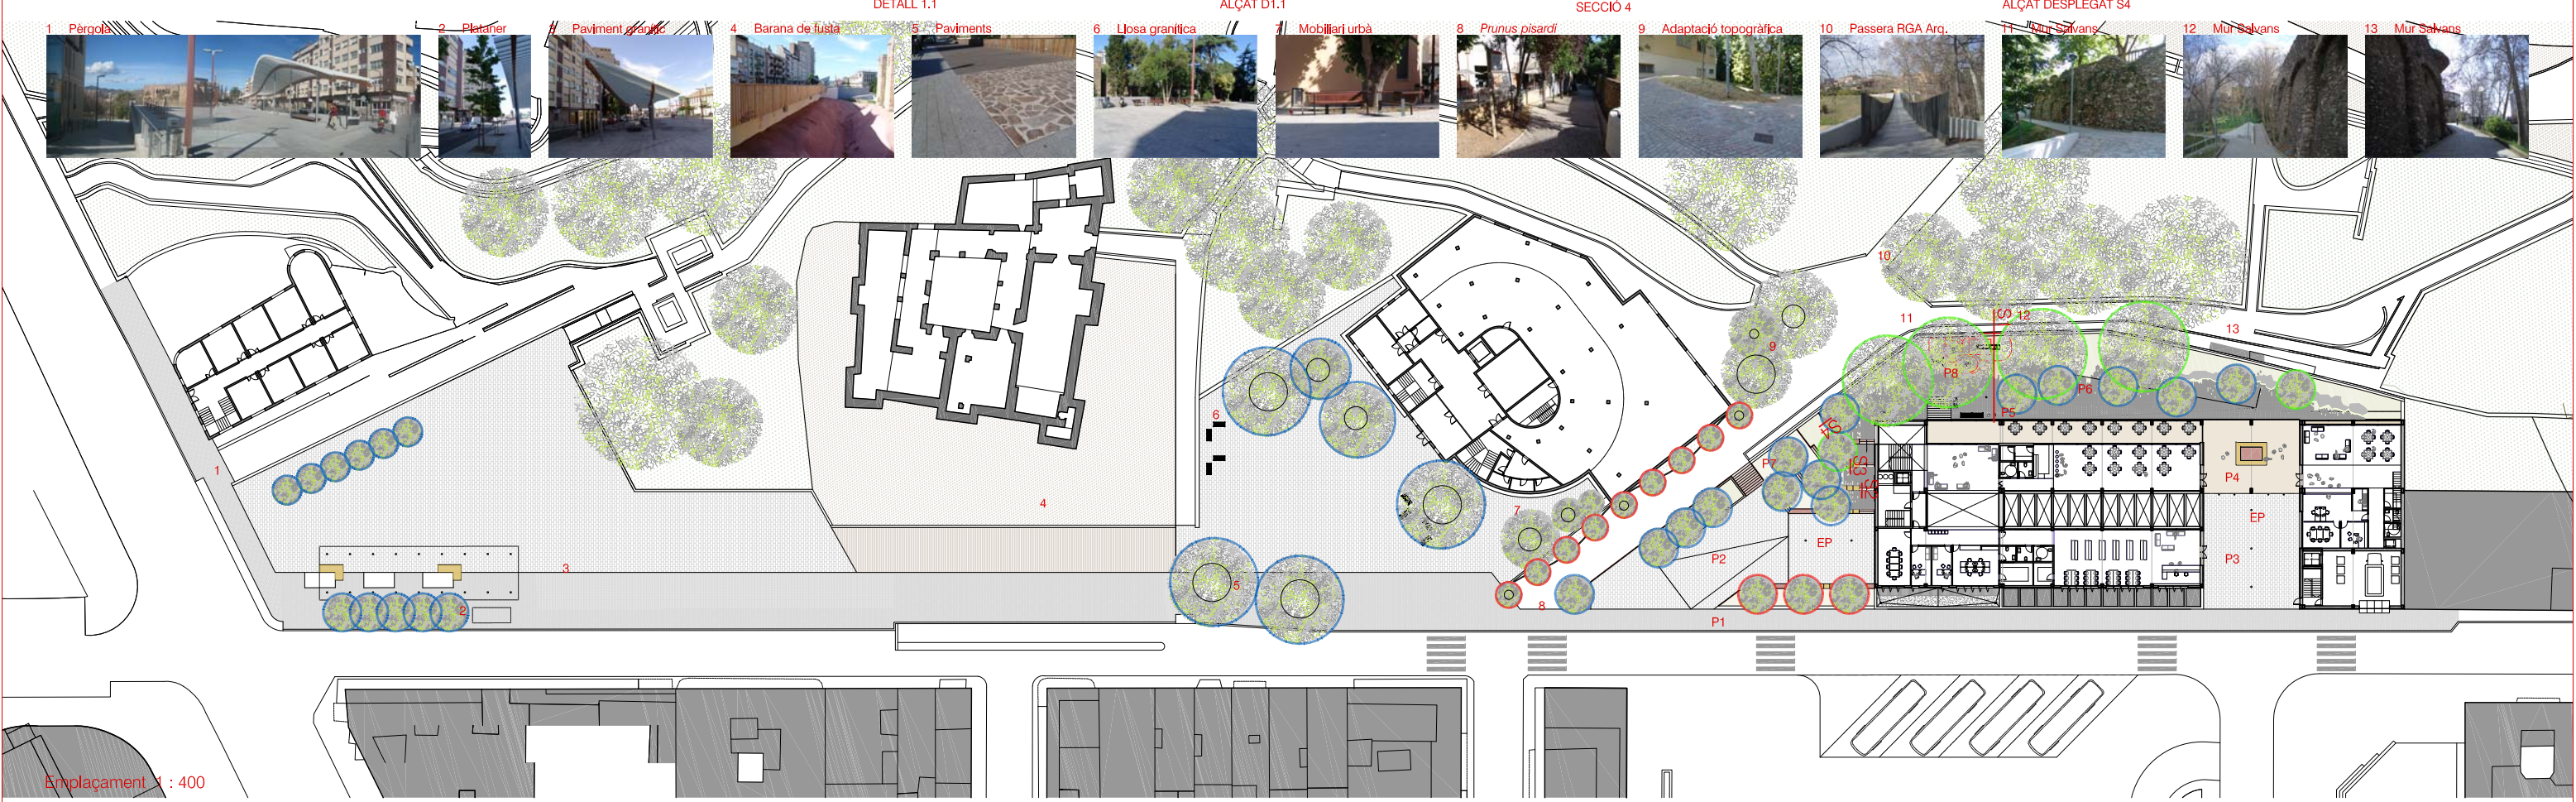 DETALL 1.1
ALÇAT D1.1
SECCIÓ 4
ALÇAT DESPLEGAT S4
1 Pèrgola
2 Plataner
3 Paviment granític
4 Barana de fusta
5 Paviments
6 Llosa granítica
7 Mobiliari urbà
8 Prunus pisardi
9 Adaptació topogràfica
10 Passera RGA Arq.
11 Mur Salvans
12 Mur Salvans
13 Mur Salvans
10
11
S
12
13
9
P8
P6
P5
6
S4
1
P7
S3
S2
P4
4
7
EP
EP
3
P2
P3
5
2
8
P1
Emplaçament 1 : 400